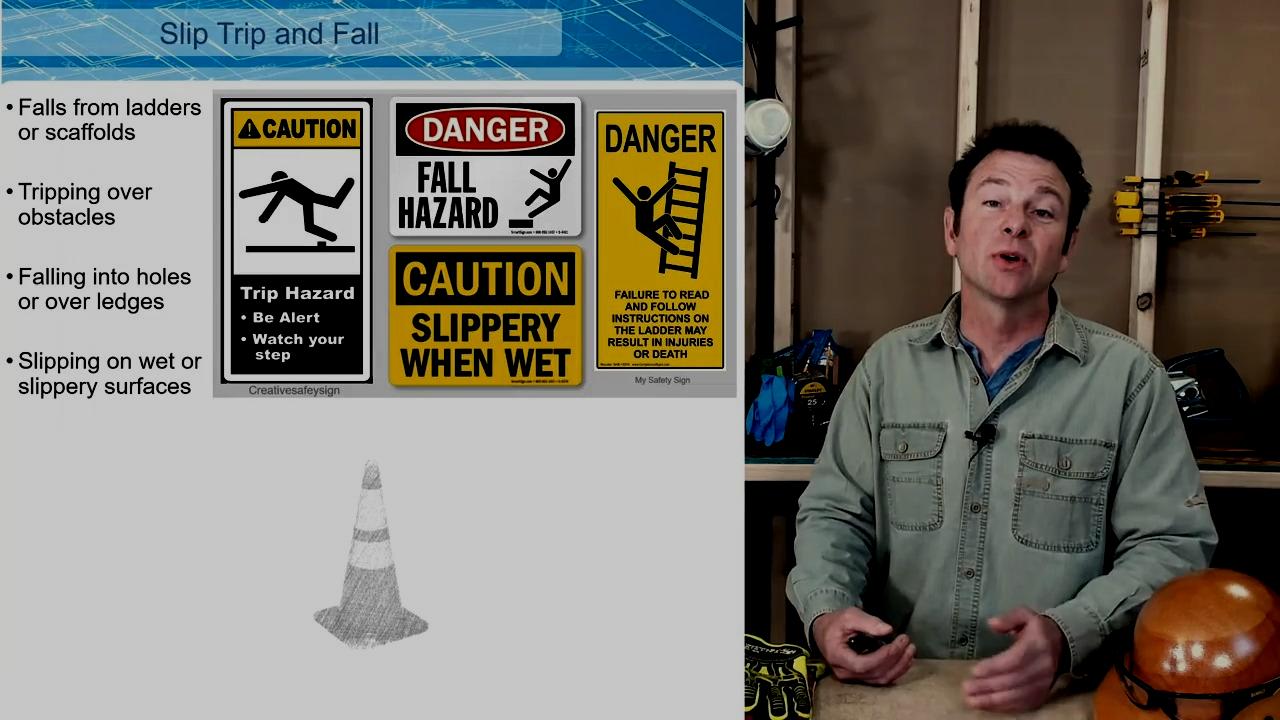 Slip Trip and Fall
• Falls from ladders
or scaffolds
• Tripping over
obstacles
• Falling into holes
or over ledges
• Slipping on wet or
slippery surfaces
CAUTION
Trip Hazard
• Be Alert
• Watch your
step
Creativesafeysign
DANGER
FALL
HAZARD
CAUTION
SLIPPERY
WHEN WET
DANGER
FAILURE TO READ
AND FOLLOW
INSTRUCTIONS ON
THE LADDER MAY
RESULT IN INJURIES
OR DEATH
My Safety Sign
STANLEY
25